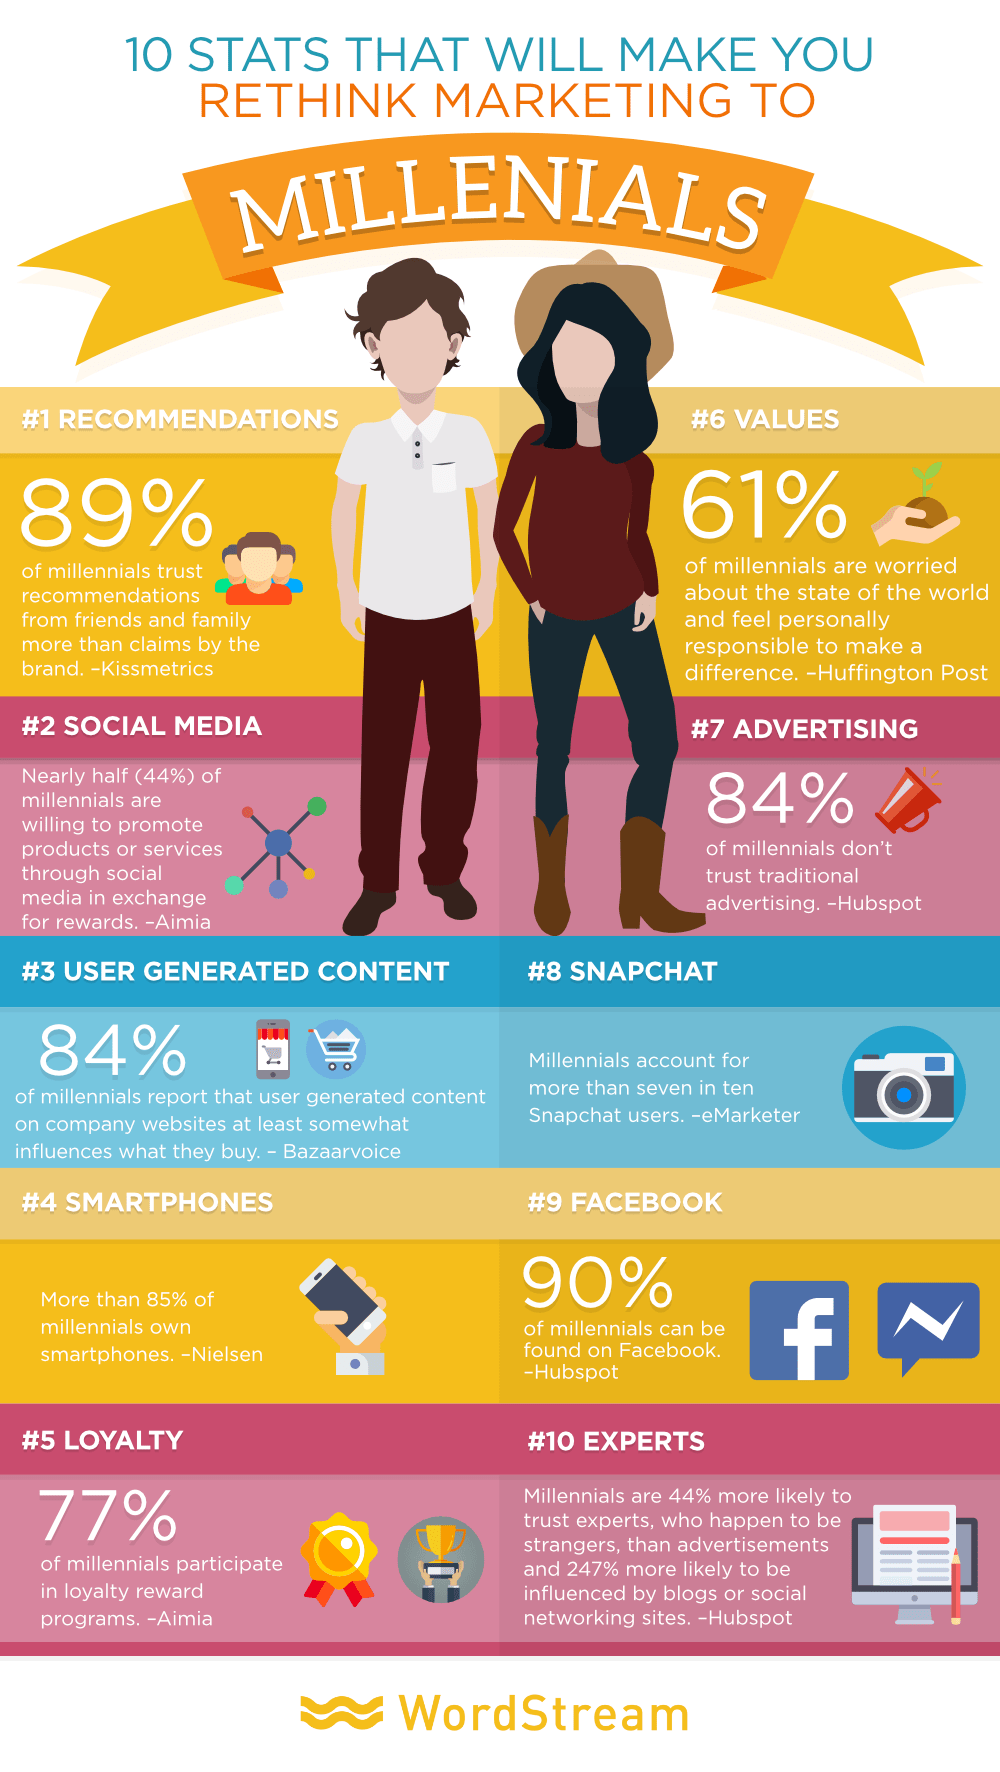 10 STATS THAT WILL MAKE YOU
RETHINK MARKETING TO
MILLENIALS
#1 RECOMMENDATIONS
89%
of millennials trust
recommendations
from friends and family
more than claims by the
brand. –Kissmetrics
#2 SOCIAL MEDIA
Nearly half (44%) of
millennials are
willing to promote
products or services
through social
media in exchange
for rewards. –Aimia
#3 USER GENERATED CONTENT
84%
of millennials report that user generated content
on company websites at least somewhat
influences what they buy. – Bazaarvoice
#4 SMARTPHONES
More than 85% of
millennials own
smartphones. –Nielsen
#5 LOYALTY
77%
of millennials participate
in loyalty reward
programs. –Aimia
#6 VALUES
61%
of millennials are worried
about the state of the world
and feel personally
responsible to make a
difference. –Huffington Post
#7 ADVERTISING
84%
of millennials don't
trust traditional
advertising. –Hubspot
#8 SNAPCHAT
Millennials account for
more than seven in ten
Snapchat users. –eMarketer
#9 FACEBOOK
90%
of millennials can be
found on Facebook.
–Hubspot
#10 EXPERTS
Millennials are 44% more likely to
trust experts, who happen to be
strangers, than advertisements
and 247% more likely to be
influenced by blogs or social
networking sites. –Hubspot
WordStream